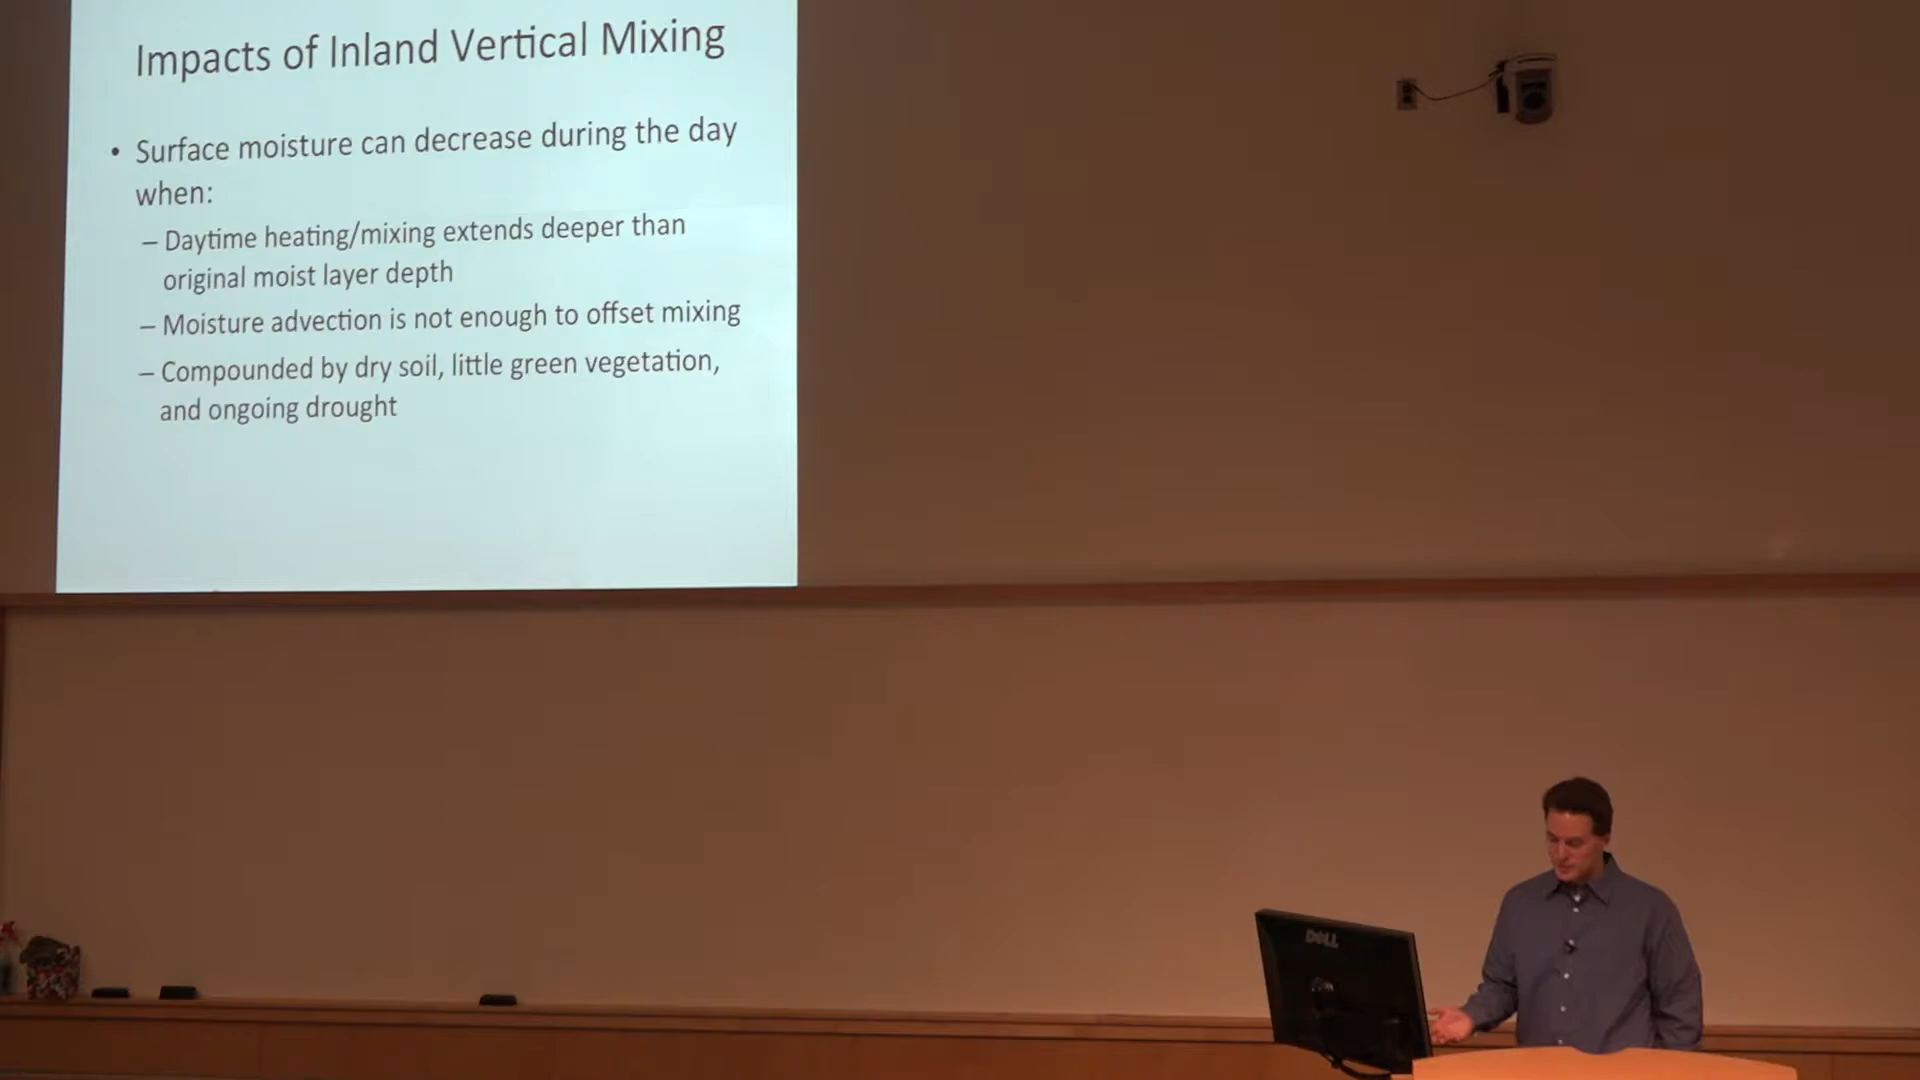 Impacts of Inland Vertical Mixing
• Surface moisture can decrease during the day
when:
– Daytime heating/mixing extends deeper than
original moist layer depth
– Moisture advection is not enough to offset mixing
– Compounded by dry soil, little green vegetation,
and ongoing drought
DELL